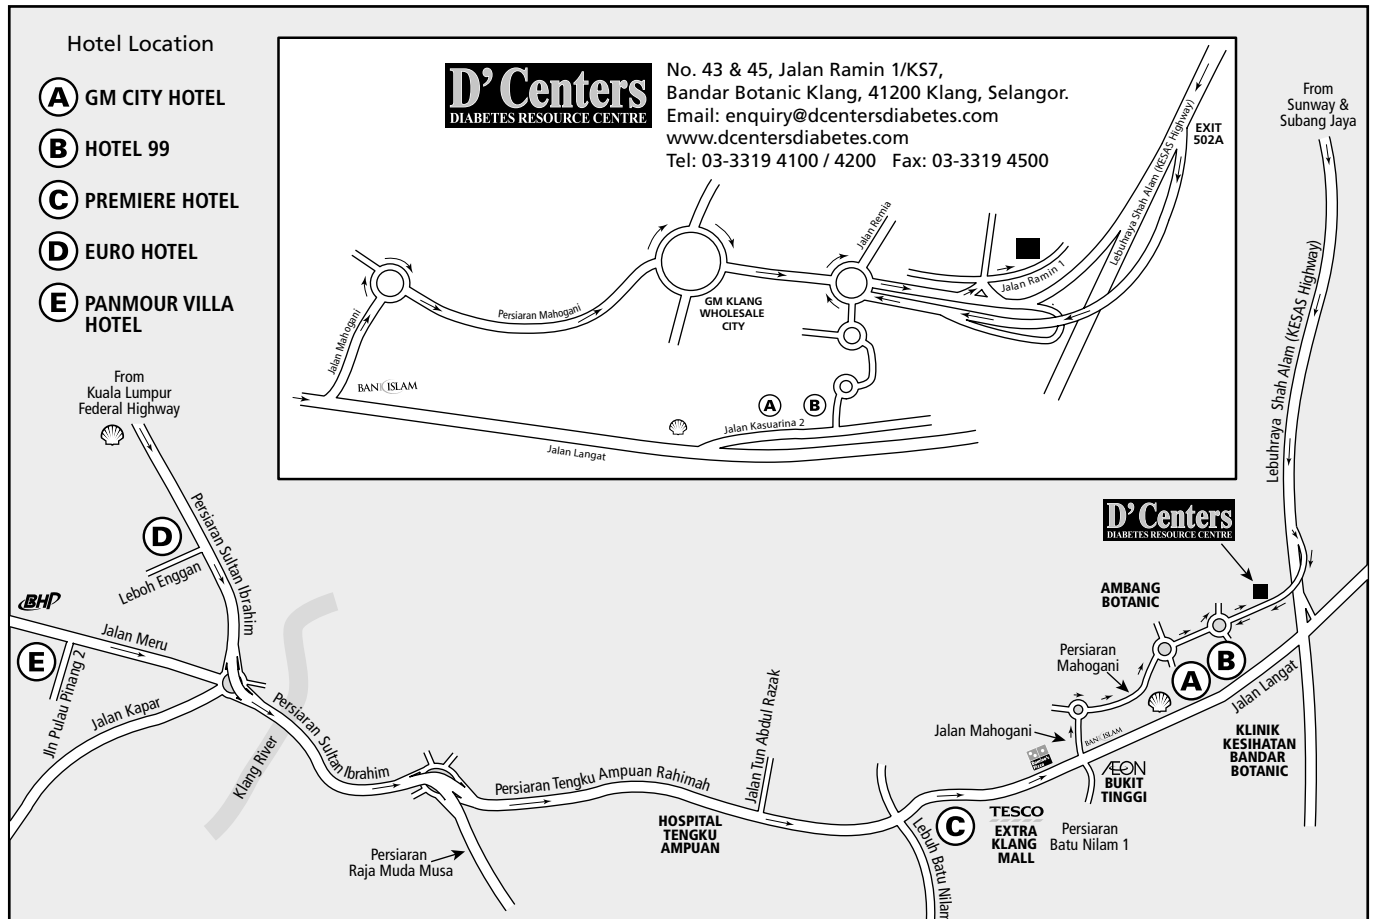 Hotel Location
A GM CITY HOTEL
B HOTEL 99
C PREMIERE HOTEL
D EURO HOTEL
E PANMOUR VILLA
HOTEL
D' Centers
DIABETES RESOURCE CENTRE
No. 43 & 45, Jalan Ramin 1/KS7,
Bandar Botanic Klang, 41200 Klang, Selangor.
Email: enquiry@dcentersdiabetes.com
www.dcentersdiabetes.com
Tel: 03-3319 4100 / 4200 Fax: 03-3319 4500
Lebuhraya Shah Alam (KESAS Highway)
EXIT
502A
Jalan Remia
Jalan Ramin 1
GM KLANG
WHOLESALE
CITY
Persiaran Mahogani
Jalan Mahogani
BANK ISLAM
A
B
Jalan Kasuarina 2
Jalan Langat
From
Sunway &
Subang Jaya
Lebuhraya Shah Alam (KESAS Highway)
From
Kuala Lumpur
Federal Highway
Persiaran Sultan Ibrahim
D
Leboh Enggan
BHP
Jalan Meru
E
Jln Pulau Pinang 2
Jalan Kapar
Klang River
Persiaran Sultan Ibrahim
Persiaran
Raja Muda Musa
Persiaran Tengku Ampuan Rahimah
Jalan Tun Abdul Razak
HOSPITAL
TENGKU
AMPUAN
D' Centers
DIABETES RESOURCE CENTRE
AMBANG
BOTANIC
Persiaran
Mahogani
B
A
Jalan Langat
Jalan Mahogani
BANK ISLAM
KLINIK
KESIHATAN
BANDAR
BOTANIC
AEON
BUKIT
TINGGI
C
TESCO
EXTRA
KLANG
MALL
Persiaran
Batu Nilam 1
Lebuh Batu Nilam